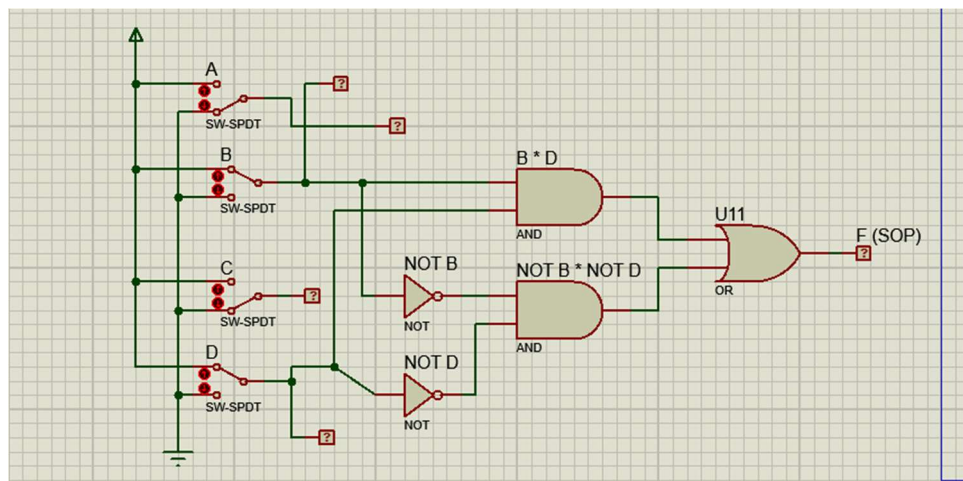 A
?
?
SW-SPDT
B
SW-SPDT
B * D
AND
U11
F (SOP)
?
OR
C
?
SW-SPDT
NOT B
NOT
NOT B * NOT D
AND
D
SW-SPDT
NOT D
NOT
?